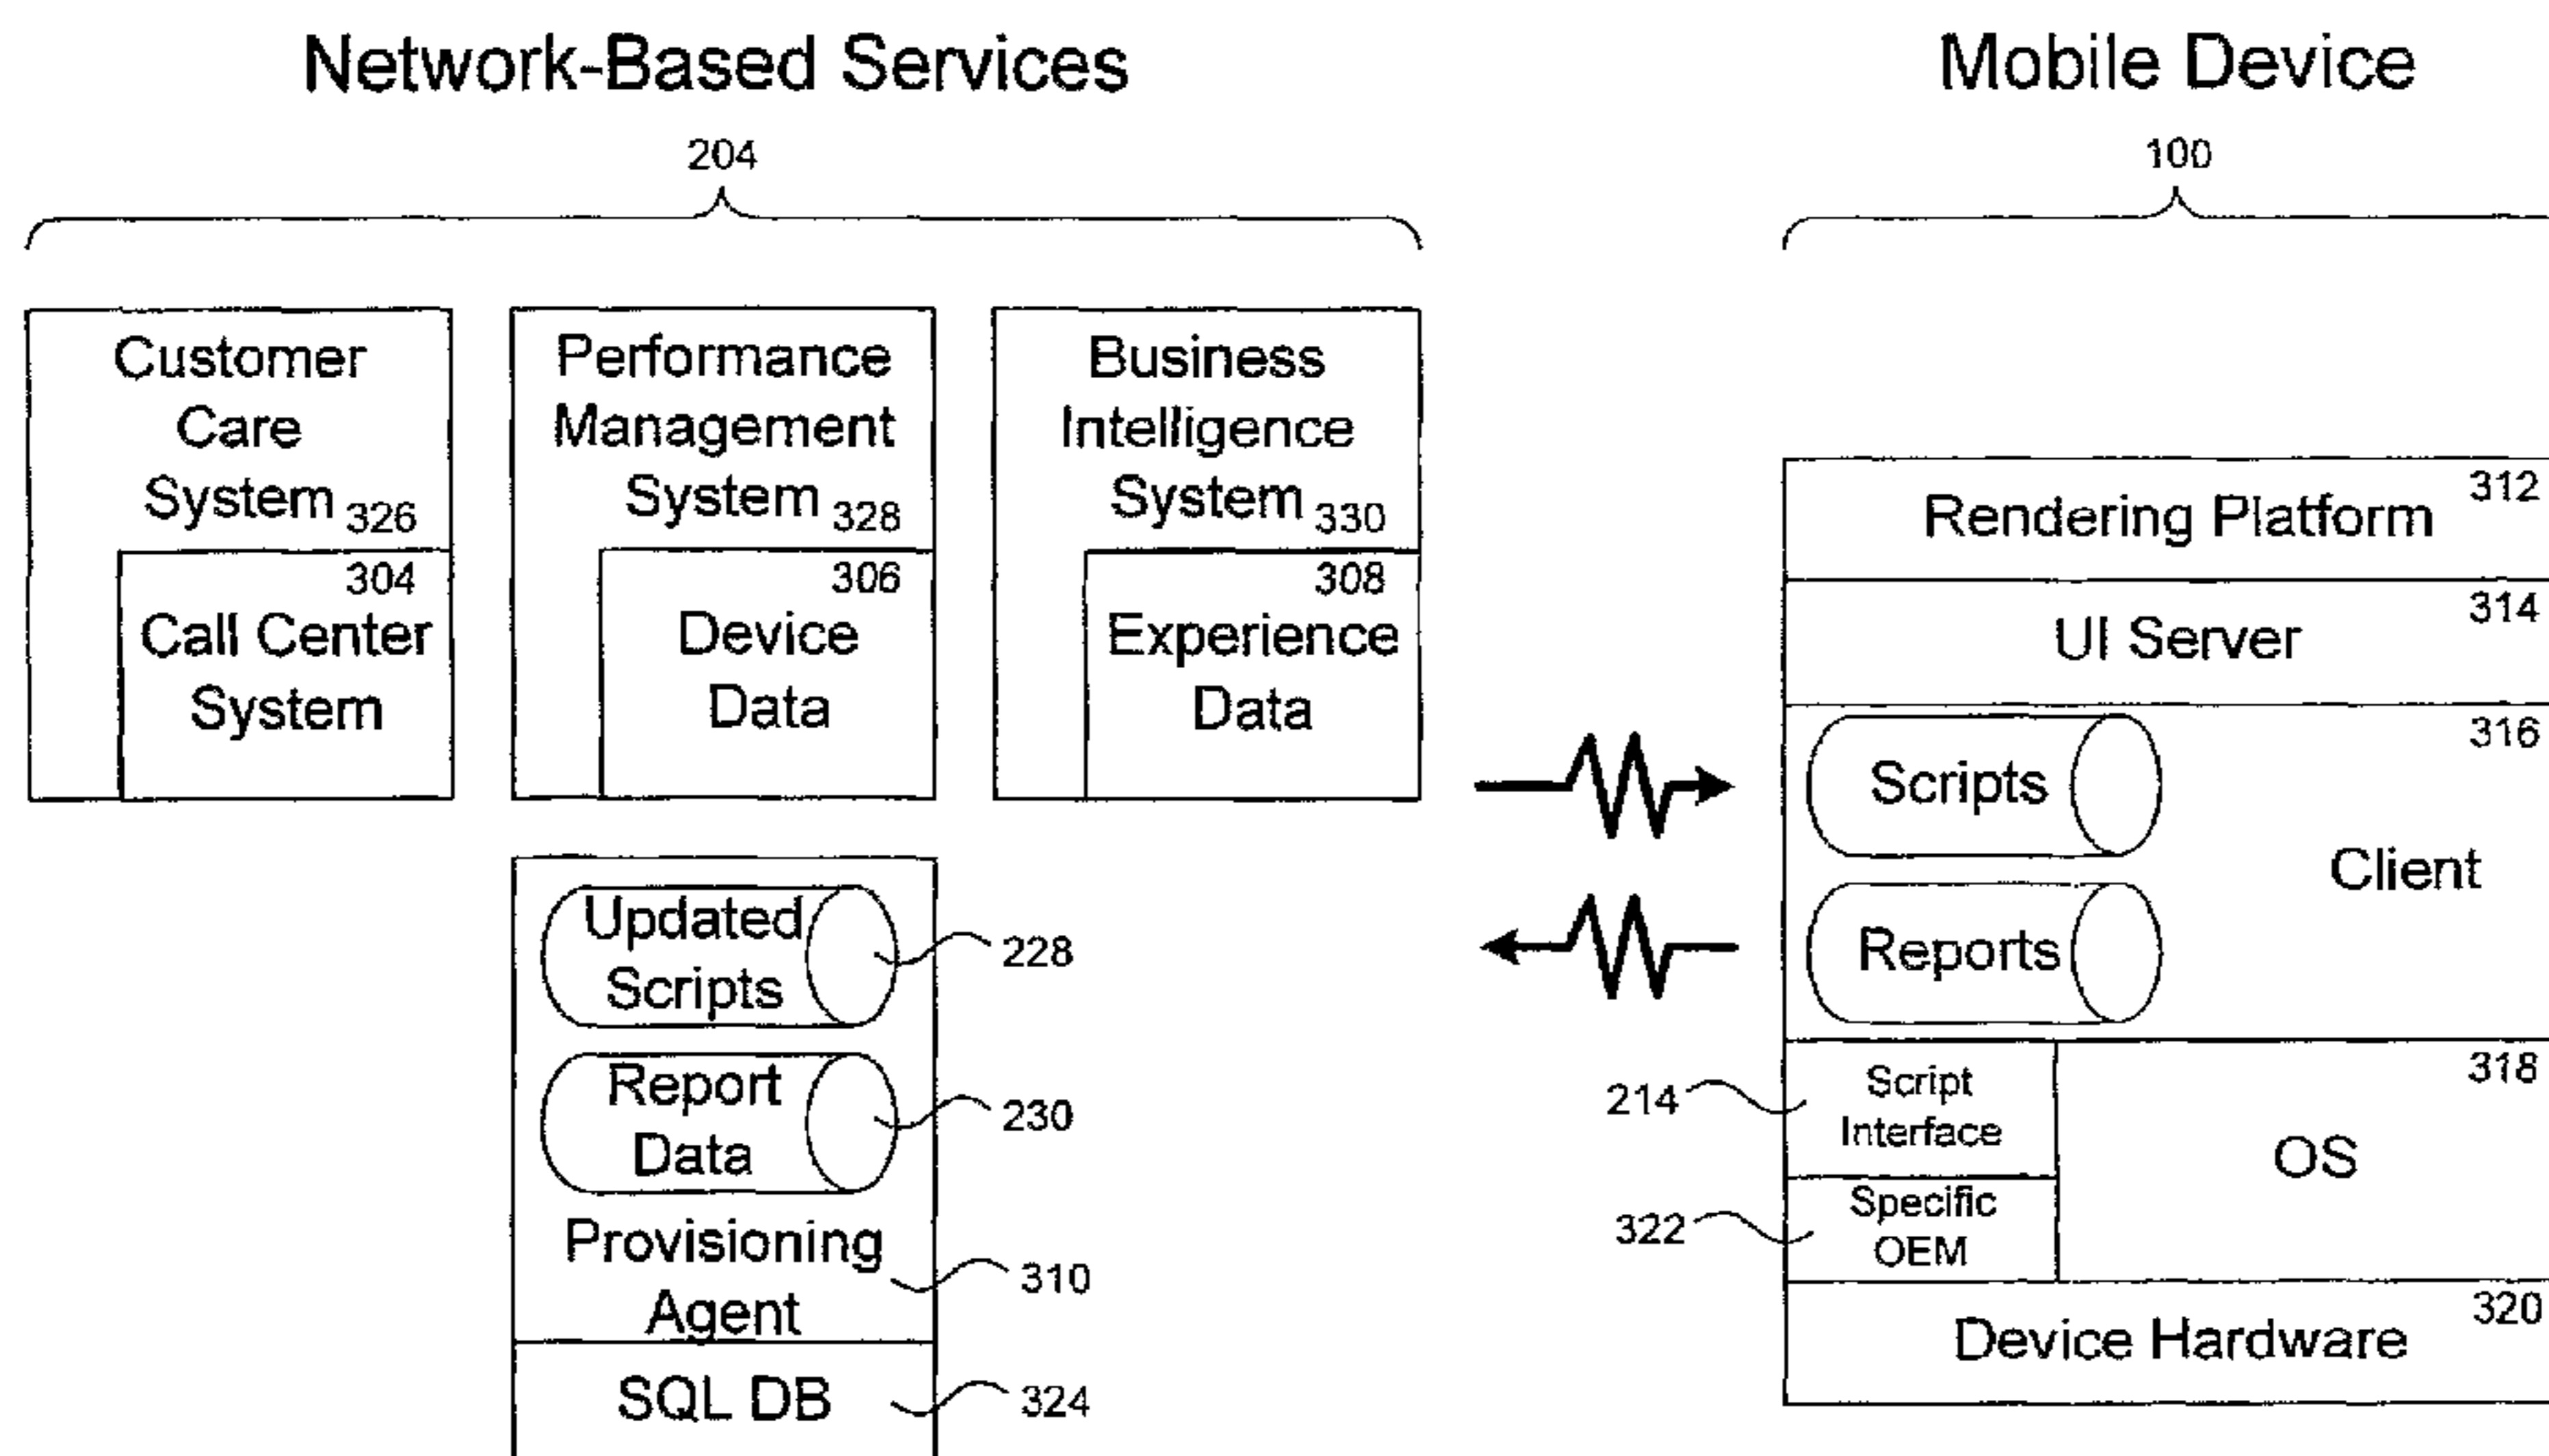 Network-Based Services
204
Customer
Care
System 326
304
Call Center
System
Performance
Management
System 328
306
Device
Data
Business
Intelligence
System 330
308
Experience
Data
Updated
Scripts
228
Report
Data
230
Provisioning
Agent
310
SQL DB
324
Mobile Device
100
312
Rendering Platform
314
UI Server
316
Scripts
Client
Reports
214
Script
Interface
318
OS
322
Specific
OEM
320
Device Hardware